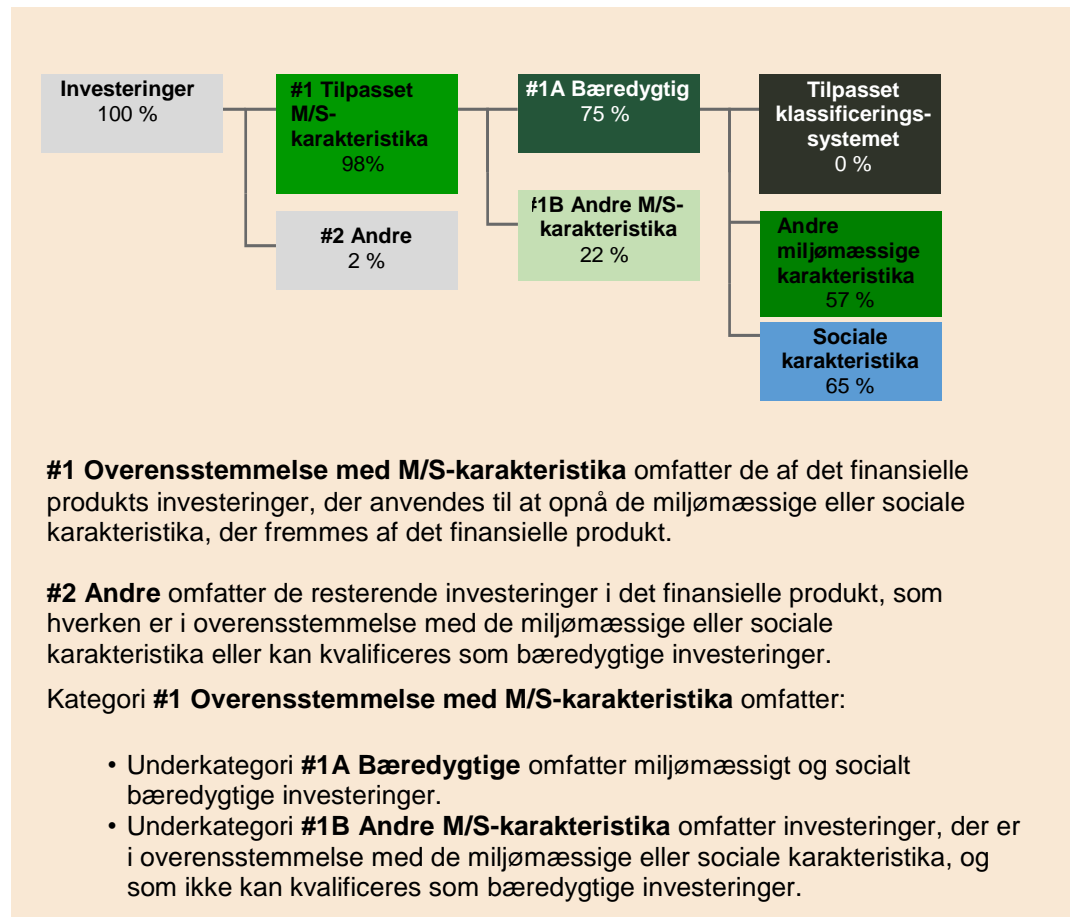 Investeringer
100 %
#1 Tilpasset
M/S-
karakteristika
98%
#2 Andre
2 %
#1A Bæredygtig
75 %
#1B Andre M/S-
karakteristika
22 %
Tilpasset
klassificerings-
systemet
0 %
Andre
miljømæssige
karakteristika
57 %
Sociale
karakteristika
65 %
#1 Overensstemmelse med M/S-karakteristika omfatter de af det finansielle
produkts investeringer, der anvendes til at opnå de miljømæssige eller sociale
karakteristika, der fremmes af det finansielle produkt.
#2 Andre omfatter de resterende investeringer i det finansielle produkt, som
hverken er i overensstemmelse med de miljømæssige eller sociale
karakteristika eller kan kvalificeres som bæredygtige investeringer.
Kategori #1 Overensstemmelse med M/S-karakteristika omfatter:
• Underkategori #1A Bæredygtige omfatter miljømæssigt og socialt
bæredygtige investeringer.
• Underkategori #1B Andre M/S-karakteristika omfatter investeringer, der er
i overensstemmelse med de miljømæssige eller sociale karakteristika, og
som ikke kan kvalificeres som bæredygtige investeringer.